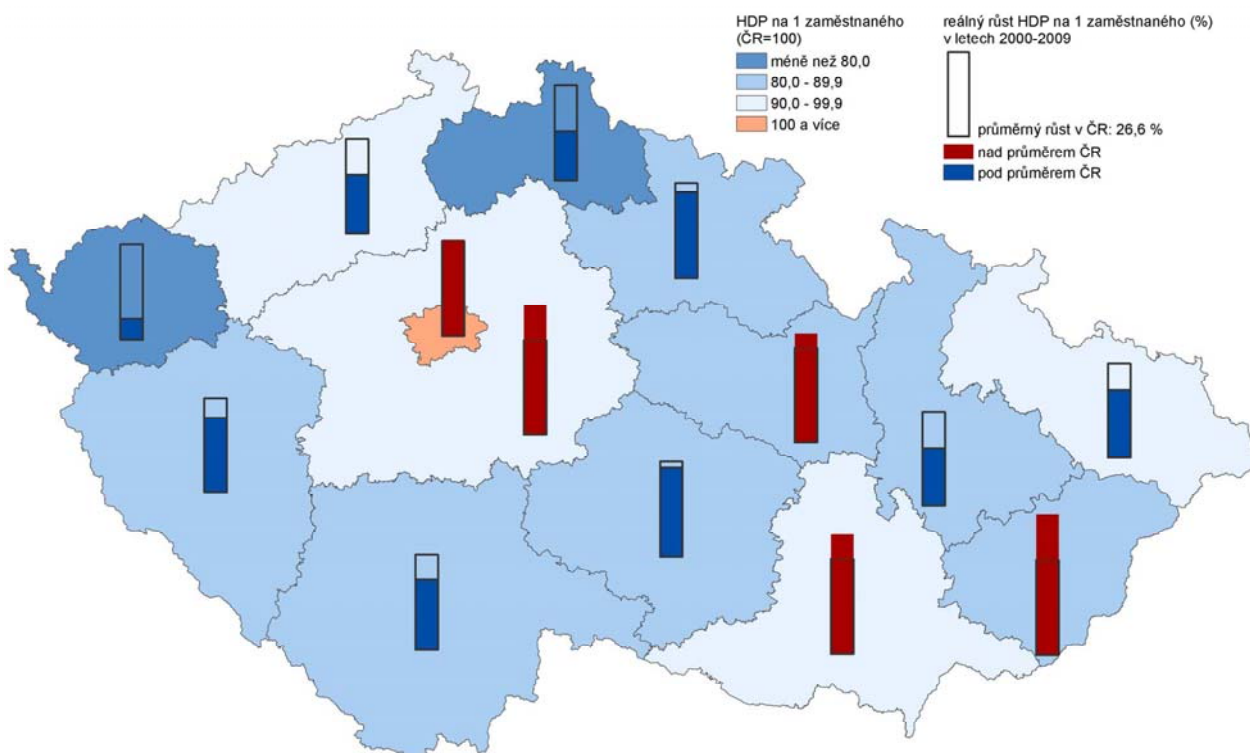 HDP na 1 zaměstnaného
(ČR=100)
méně než 80,0
80,0 - 89,9
90,0 - 99,9
100 a více
reálný růst HDP na 1 zaměstnaného (%)
v letech 2000-2009
průměrný růst v ČR: 26,6 %
nad průměrem ČR
pod průměrem ČR